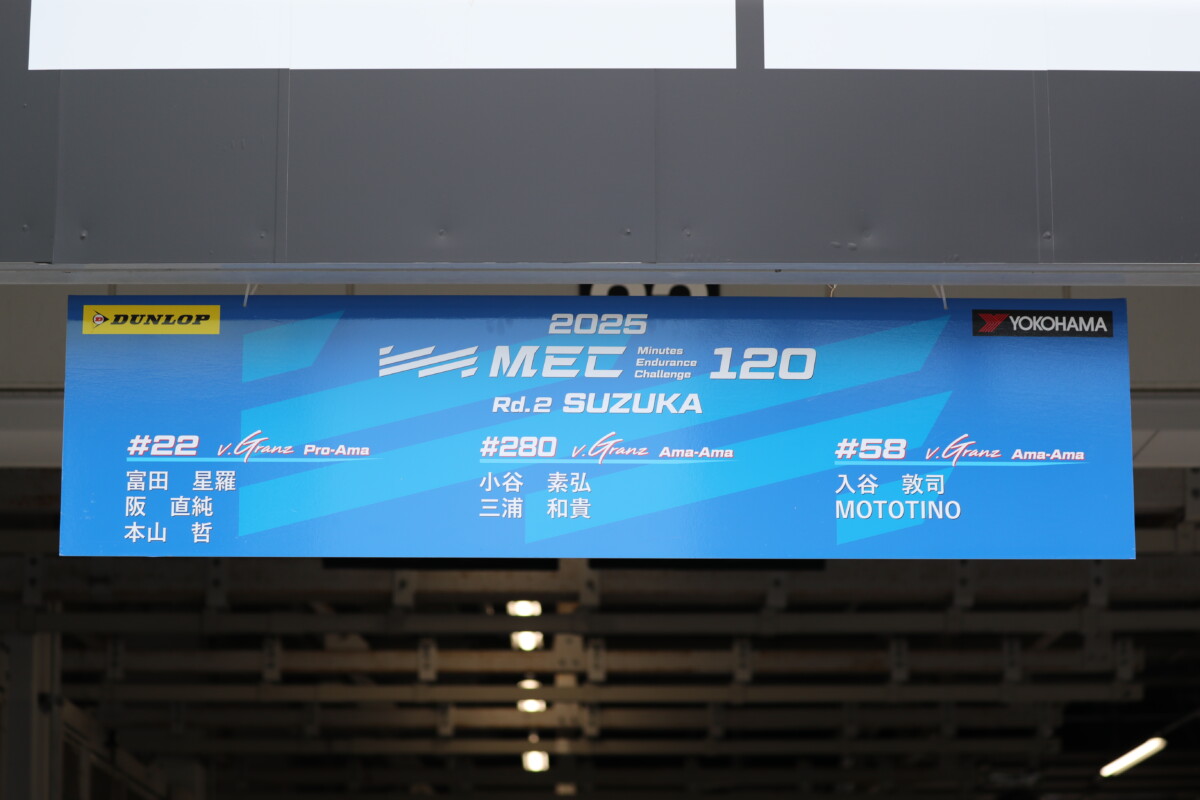 DUNLOP
YOKOHAMA
2025
MEC Minutes Endurance Challenge 120
Rd.2 SUZUKA
#22 v.Granz Pro-Ama
富田 星羅
阪 直純
本山 哲
#280 v.Granz Ama-Ama
小谷 素弘
三浦 和貴
#58 v.Granz Ama-Ama
入谷 敦司
MOTOTINO